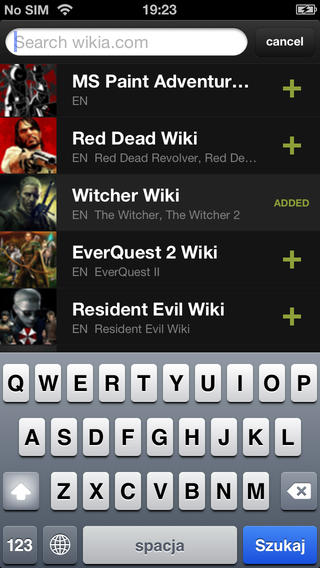 No SIM 19:23
Search wikia.com cancel
MS Paint Adventur...
EN
Red Dead Wiki
EN Red Dead Revolver, Red De...
Witcher Wiki
EN The Witcher, The Witcher 2
ADDED
EverQuest 2 Wiki
EN EverQuest II
Resident Evil Wiki
EN Resident Evil Wiki
Q W E R T Y U I O P
A S D F G H J K L
Z X C V B N M
123 spacja Szukaj